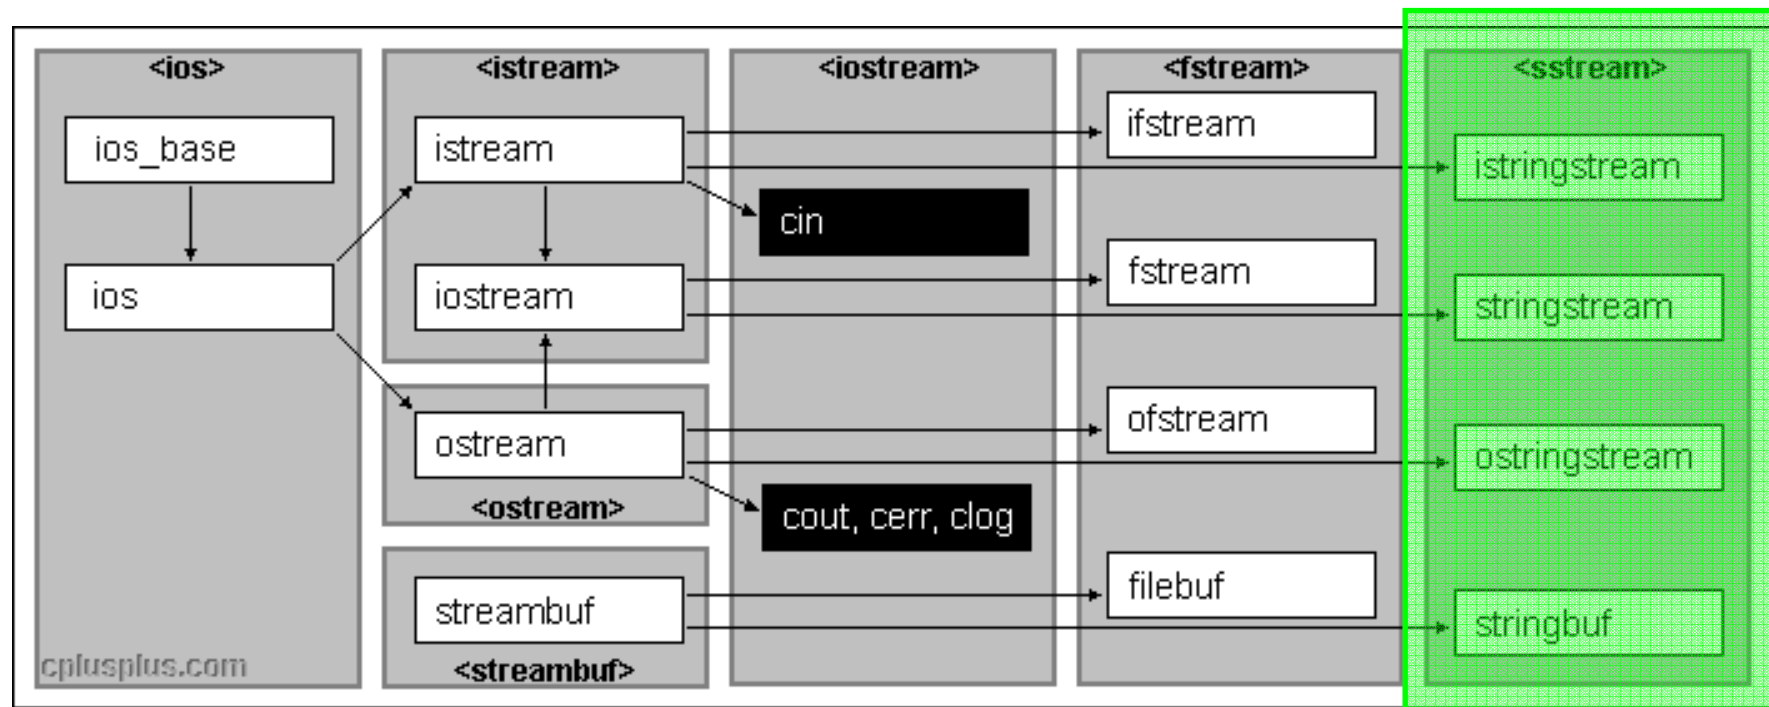 <ios>
ios_base
ios
cplusplus.com
<istream>
istream
iostream
ostream
<ostream>
streambuf
<streambuf>
<iostream>
cin
cout, cerr, clog
<fstream>
ifstream
fstream
ofstream
filebuf
<sstream>
istringstream
stringstream
ostringstream
stringbuf